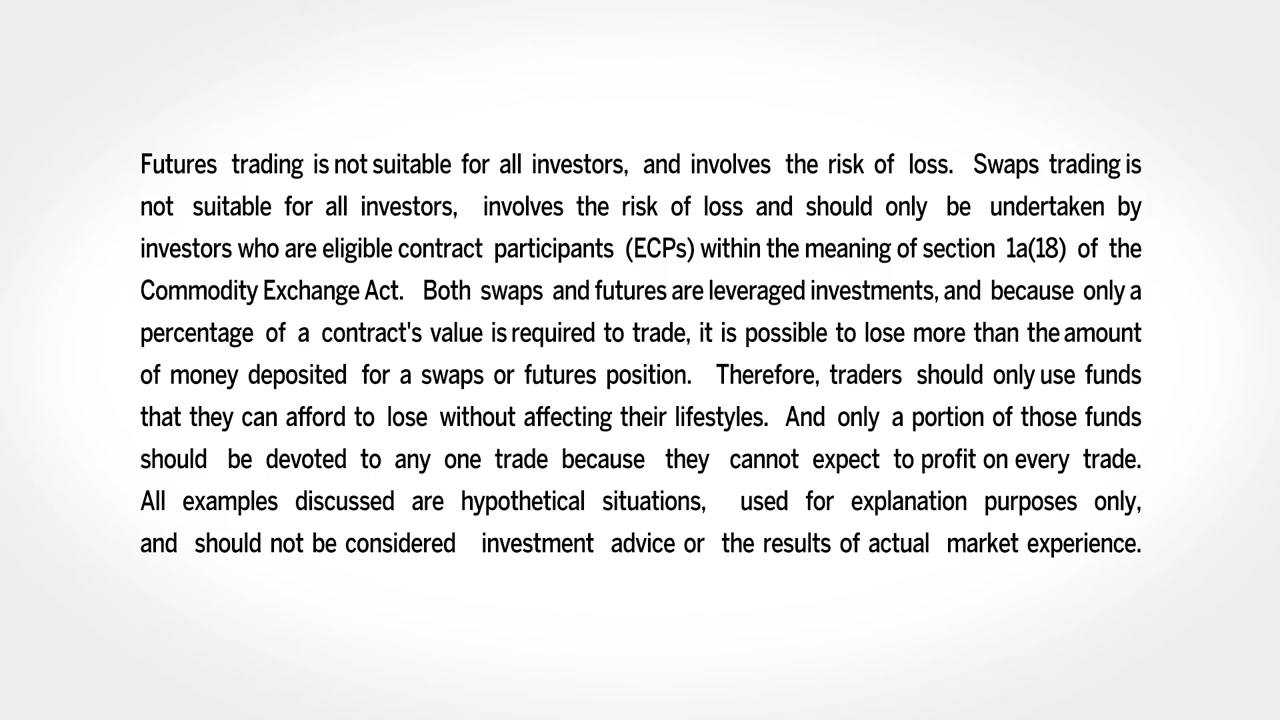 Futures trading is not suitable for all investors, and involves the risk of loss. Swaps trading is
not suitable for all investors, involves the risk of loss and should only be undertaken by
investors who are eligible contract participants (ECPs) within the meaning of section 1a(18) of the
Commodity Exchange Act. Both swaps and futures are leveraged investments, and because only a
percentage of a contract's value is required to trade, it is possible to lose more than the amount
of money deposited for a swaps or futures position. Therefore, traders should only use funds
that they can afford to lose without affecting their lifestyles. And only a portion of those funds
should be devoted to any one trade because they cannot expect to profit on every trade.
All examples discussed are hypothetical situations, used for explanation purposes only,
and should not be considered investment advice or the results of actual market experience.